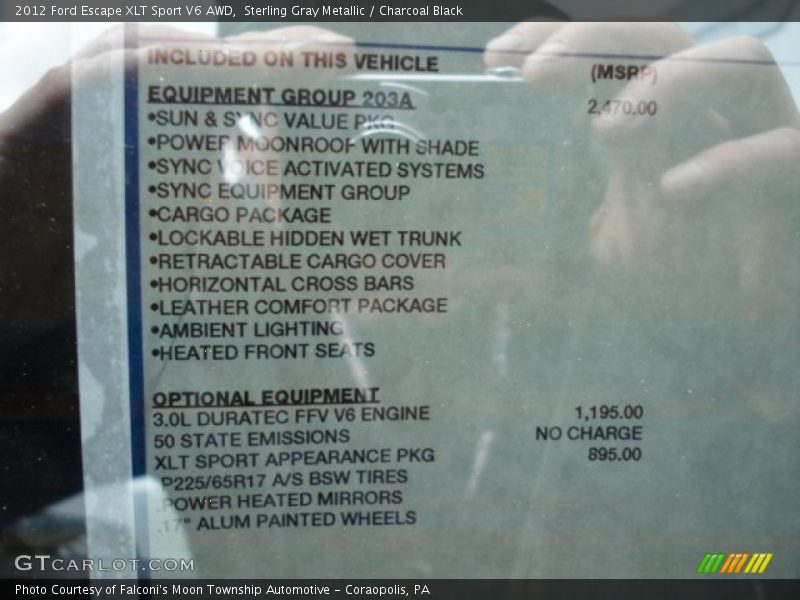 2012 Ford Escape XLT Sport V6 AWD, Sterling Gray Metallic / Charcoal Black
INCLUDED ON THIS VEHICLE
(MSRP)
EQUIPMENT GROUP 203A 2,470.00
•SUN & SYNC VALUE PKG
•POWER MOONROOF WITH SHADE
•SYNC VOICE ACTIVATED SYSTEMS
•SYNC EQUIPMENT GROUP
•CARGO PACKAGE
•LOCKABLE HIDDEN WET TRUNK
•RETRACTABLE CARGO COVER
•HORIZONTAL CROSS BARS
•LEATHER COMFORT PACKAGE
•AMBIENT LIGHTING
•HEATED FRONT SEATS
OPTIONAL EQUIPMENT
3.0L DURATEC FFV V6 ENGINE 1,195.00
50 STATE EMISSIONS NO CHARGE
XLT SPORT APPEARANCE PKG 895.00
.P225/65R17 A/S BSW TIRES
.POWER HEATED MIRRORS
.17" ALUM PAINTED WHEELS
GTCARLOT.COM
Photo Courtesy of Falconi's Moon Township Automotive – Coraopolis, PA